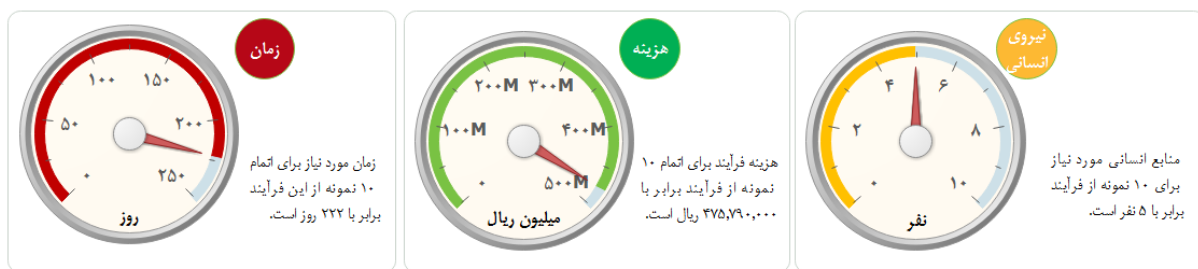 نیروی
انسانی
۰
۲
۴
۶
۸
۱۰
نفر
منابع انسانی مورد نیاز
برای ۱۰ نمونه از فرآیند
برابر با ۵ نفر است.
هزینه
۰
۱۰۰M
۲۰۰M
۳۰۰M
۴۰۰M
۵۰۰M
میلیون ریال
هزینه فرآیند برای اتمام ۱۰
نمونه از فرآیند برابر با
۴۷۵,۷۹۰,۰۰۰ ریال است.
زمان
۰
۵۰
۱۰۰
۱۵۰
۲۰۰
۲۵۰
روز
زمان مورد نیاز برای اتمام
۱۰ نمونه از این فرآیند
برابر با ۲۲۲ روز است.